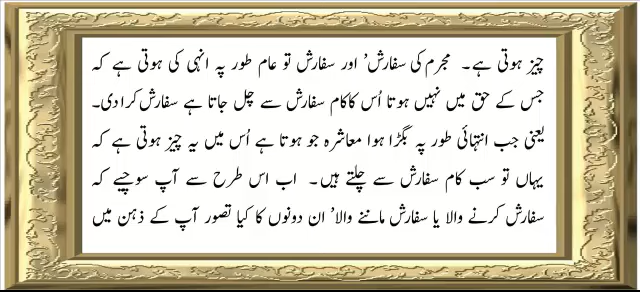 چیز ہوتی ہے۔ مجرم کی سفارش’ اور سفارش تو عام طور پہ انہی کی ہوتی ہے کہ
جس کے حق میں نہیں ہوتا اُس کاکام سفارش سے چل جاتا ہے سفارش کرا دی۔
یعنی جب انتہائی طور پہ بگڑا ہوا معاشرہ جو ہوتا ہے اُس میں یہ چیز ہوتی ہے کہ
یہاں تو سب کام سفارش سے چلتے ہیں۔ اب اس طرح سے آپ سوچیے کہ
سفارش کرنے والا یا سفارش ماننے والا’ ان دونوں کا کیا تصور آپ کے ذہن میں